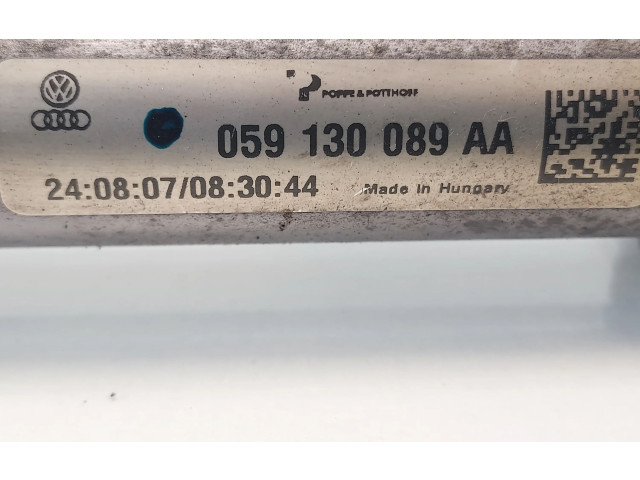 POPPE & POTTHOFF
059 130 089 AA
24:08:07/08:30:44 Made in Hungary